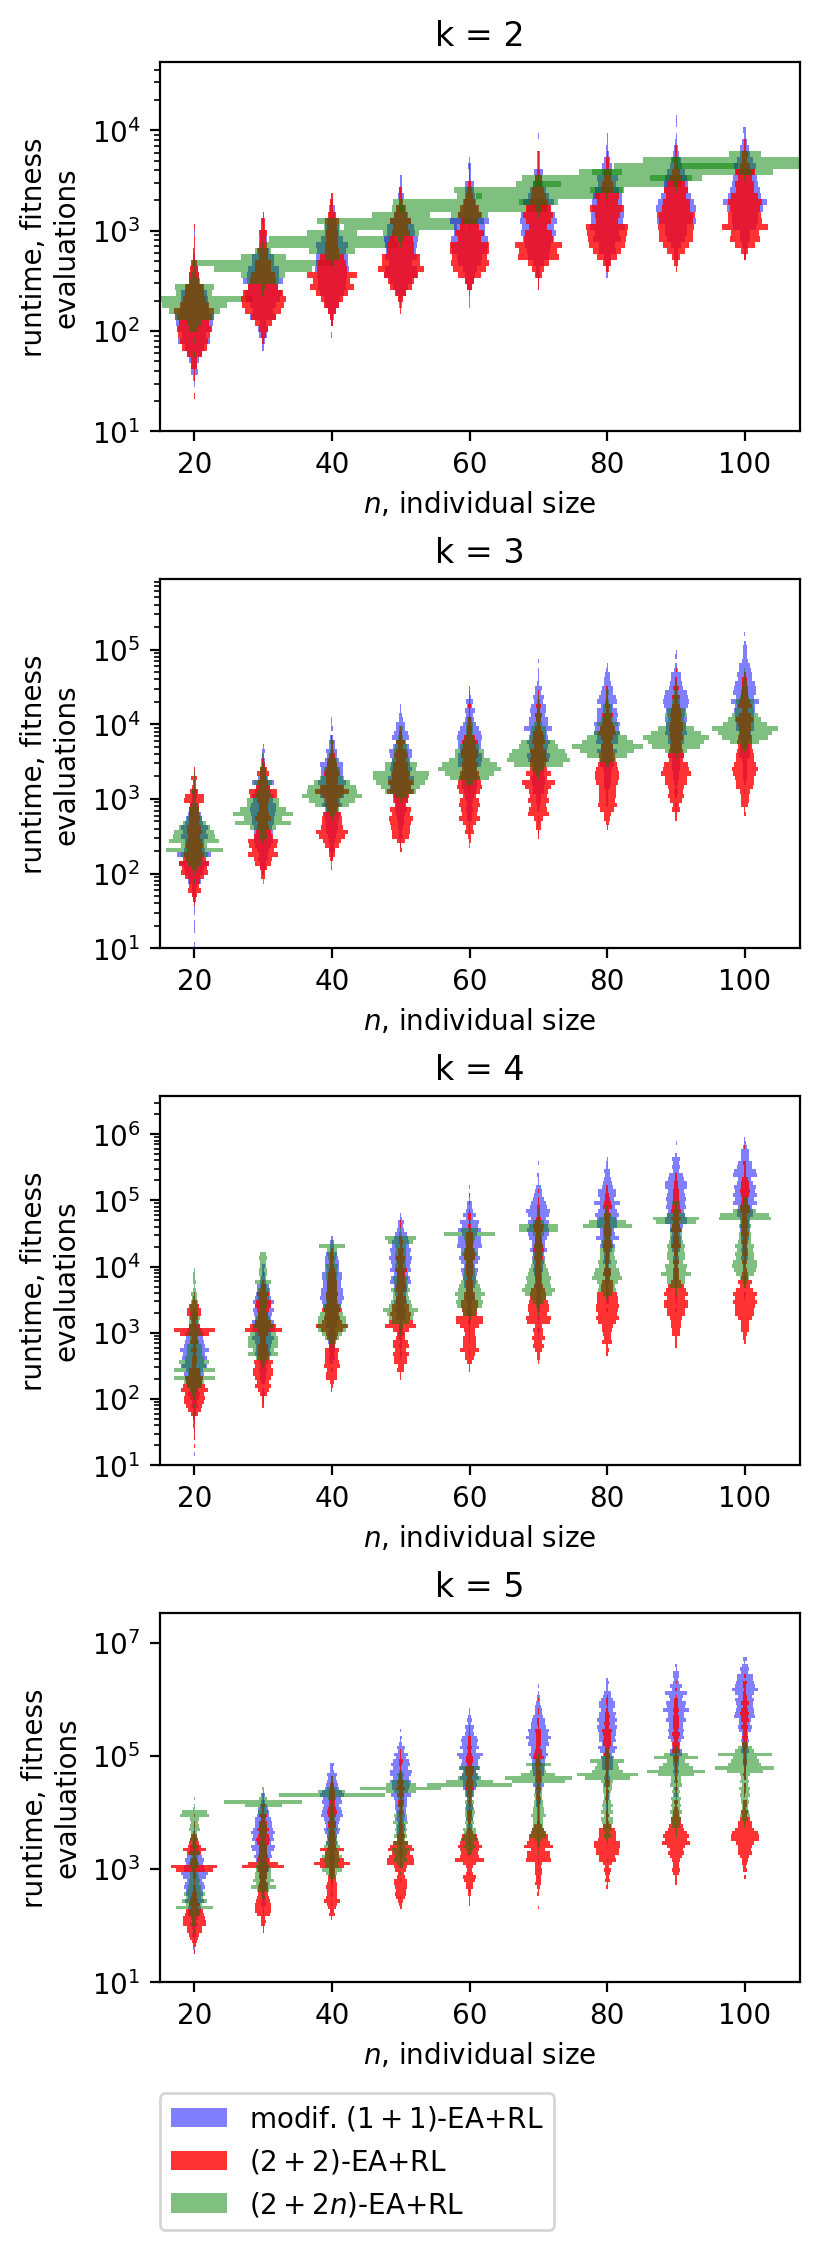 k = 2
runtime, fitness
evaluations
10^4
10^3
10^2
10^1
20 40 60 80 100
n, individual size
k = 3
runtime, fitness
evaluations
10^5
10^4
10^3
10^2
10^1
20 40 60 80 100
n, individual size
k = 4
runtime, fitness
evaluations
10^6
10^5
10^4
10^3
10^2
10^1
20 40 60 80 100
n, individual size
k = 5
runtime, fitness
evaluations
10^7
10^5
10^3
10^1
20 40 60 80 100
n, individual size
modif. (1 + 1)-EA+RL
(2 + 2)-EA+RL
(2 + 2n)-EA+RL